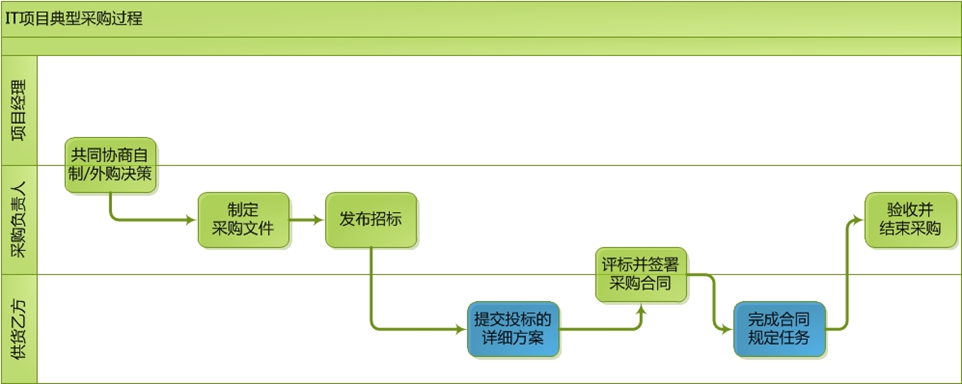 IT项目典型采购过程
项目经理
共同协商自
制/外购决策
采购负责人
制定
采购文件
发布招标
验收并
结束采购
评标并签署
采购合同
供货乙方
提交投标的
详细方案
完成合同
规定任务